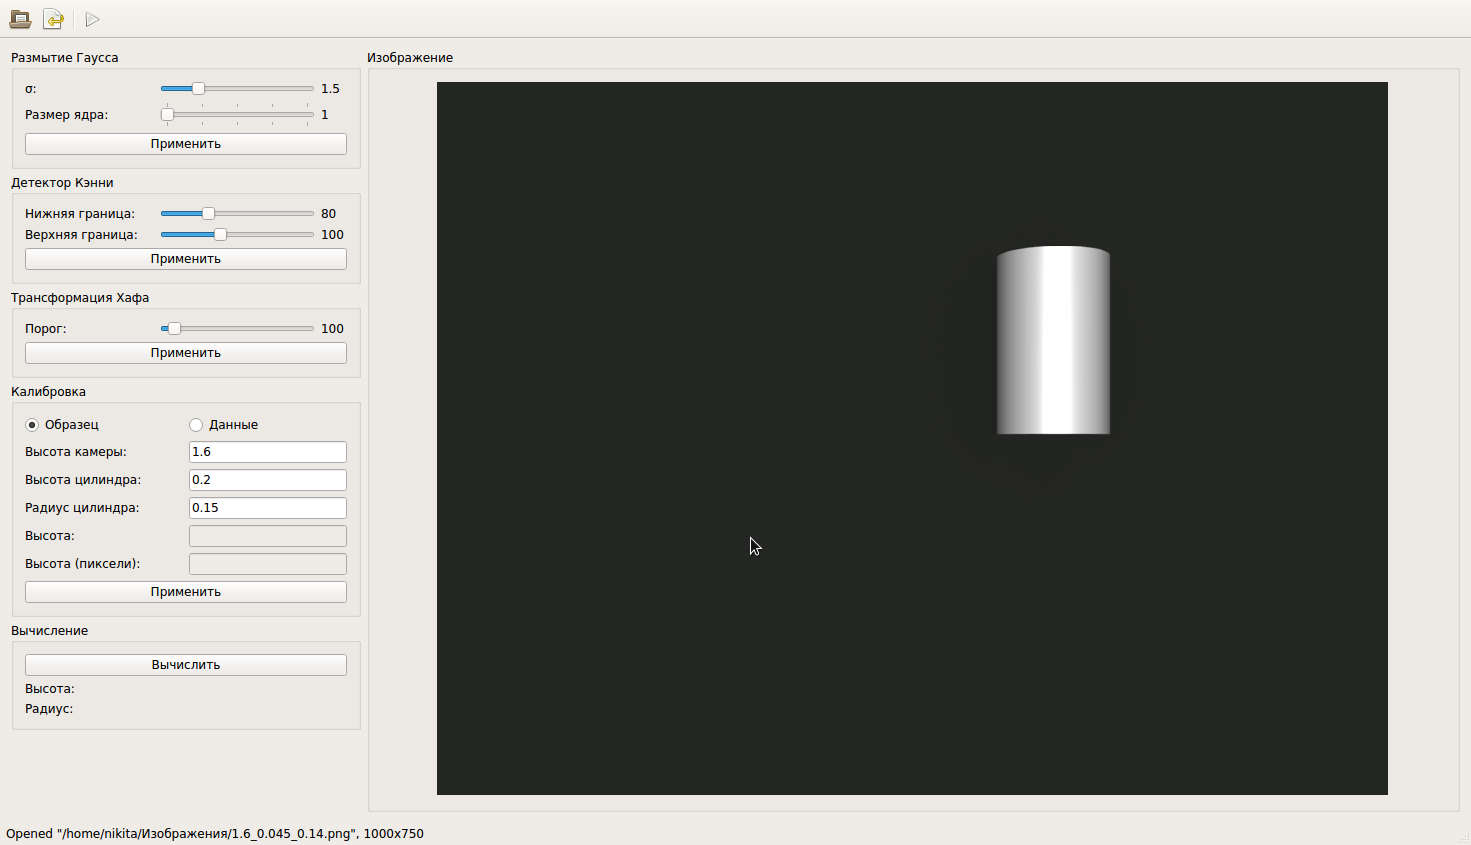 Размытие Гаусса
σ: 1.5
Размер ядра: 1
Применить
Детектор Кэнни
Нижняя граница: 80
Верхняя граница: 100
Применить
Трансформация Хафа
Порог: 100
Применить
Калибровка
Образец Данные
Высота камеры: 1.6
Высота цилиндра: 0.2
Радиус цилиндра: 0.15
Высота:
Высота (пиксели):
Применить
Вычисление
Вычислить
Высота:
Радиус:
Изображение
Opened "/home/nikita/Изображения/1.6_0.045_0.14.png", 1000x750